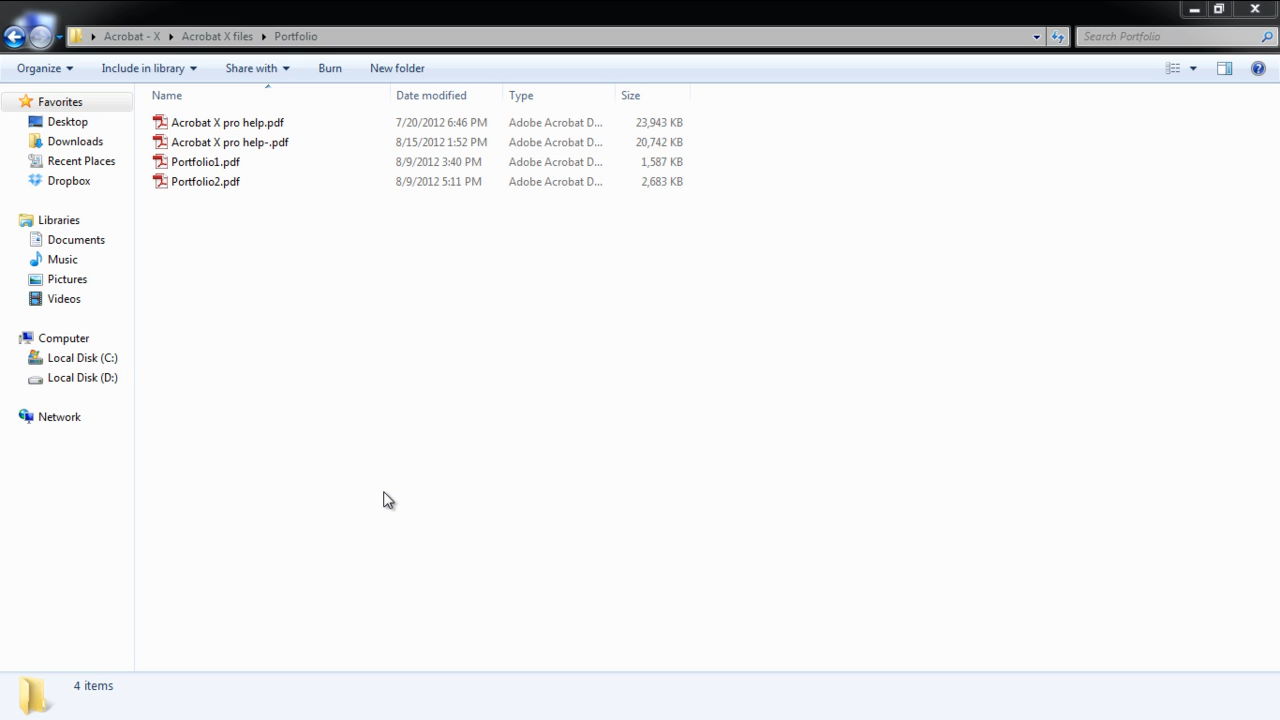 Acrobat - X Acrobat X files Portfolio Search Portfolio
Organize Include in library Share with Burn New folder
Name Date modified Type Size
Favorites
Desktop
Downloads
Recent Places
Dropbox
Libraries
Documents
Music
Pictures
Videos
Computer
Local Disk (C:)
Local Disk (D:)
Network
Acrobat X pro help.pdf 7/20/2012 6:46 PM Adobe Acrobat D... 23,943 KB
Acrobat X pro help-.pdf 8/15/2012 1:52 PM Adobe Acrobat D... 20,742 KB
Portfolio1.pdf 8/9/2012 3:40 PM Adobe Acrobat D... 1,587 KB
Portfolio2.pdf 8/9/2012 5:11 PM Adobe Acrobat D... 2,683 KB
4 items